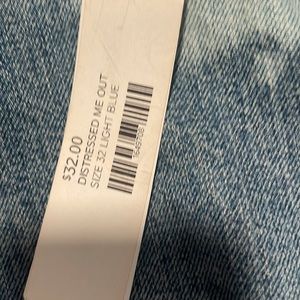 $32.00
DISTRESSED ME OUT
SIZE 32 LIGHT BLUE